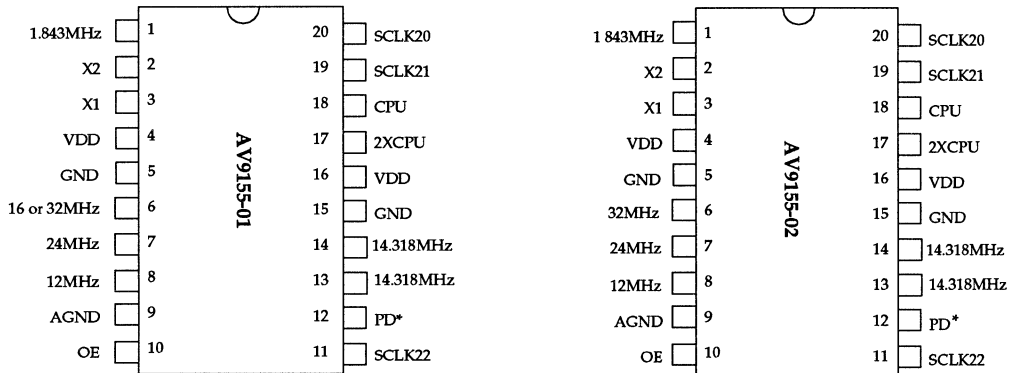 1.843MHz 1 20 SCLK20
X2 2 19 SCLK21
X1 3 18 CPU
VDD 4 17 2XCPU
GND 5 16 VDD
16 or 32MHz 6 15 GND
24MHz 7 14 14.318MHz
12MHz 8 13 14.318MHz
AGND 9 12 PD*
OE 10 11 SCLK22
AV9155-01
1 843MHz 1 20 SCLK20
X2 2 19 SCLK21
X1 3 18 CPU
VDD 4 17 2XCPU
GND 5 16 VDD
32MHz 6 15 GND
24MHz 7 14 14.318MHz
12MHz 8 13 14.318MHz
AGND 9 12 PD*
OE 10 11 SCLK22
AV9155-02